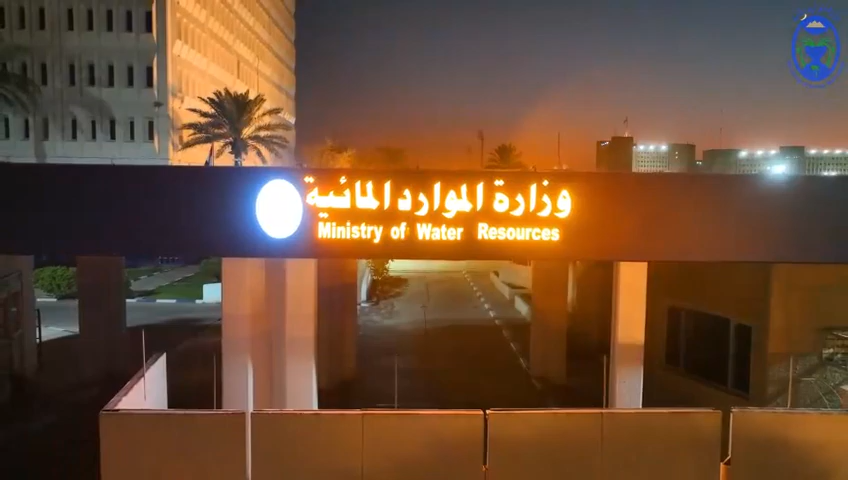 وزارة الموارد المائية
Ministry of Water Resources